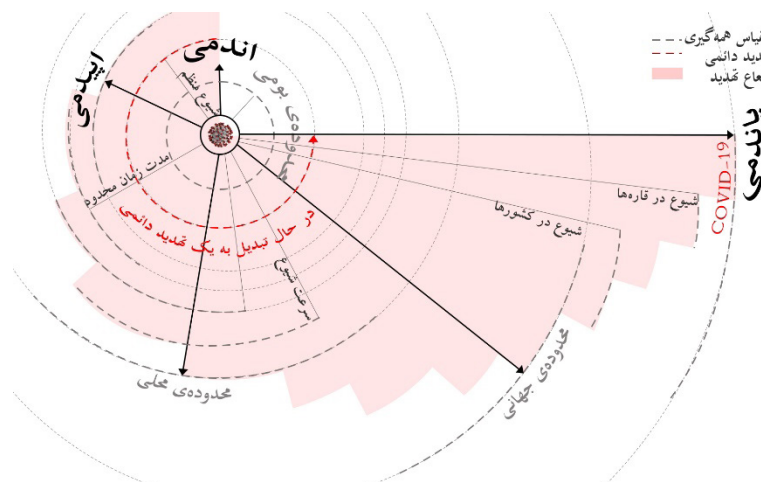 مقیاس همه‌گیری
تهدید دائمی
شعاع تهدید
اندمی
اپیدمی
پاندمی
COVID-19
شیوع منظم
محدوده‌ی بومی
مدت زمان محدوم
در حال تبدیل به یک تهدید دائمی
سرعت شیوع
شیوع در قاره‌ها
شیوع در کشورها
محدوده‌ی محلی
محدوده‌ی جهانی